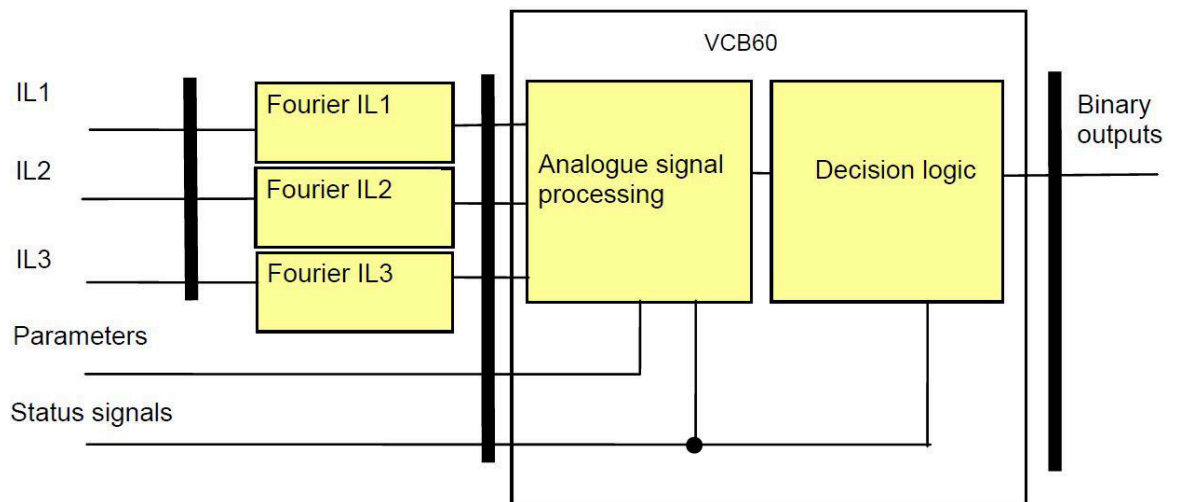 VCB60
IL1
Fourier IL1
Binary
outputs
IL2
Fourier IL2
Analogue signal
processing
Decision logic
IL3
Fourier IL3
Parameters
Status signals